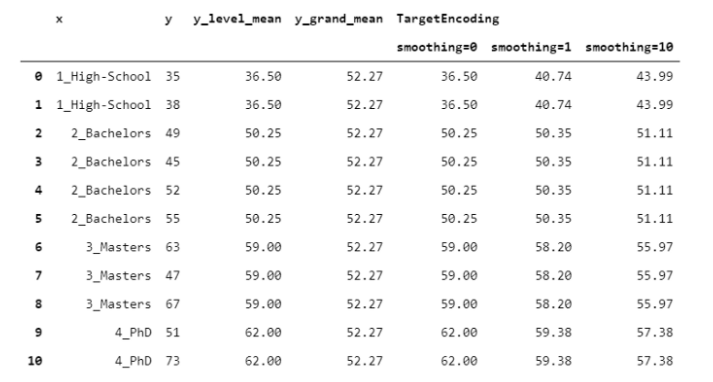 x y y_level_mean y_grand_mean TargetEncoding
smoothing=0 smoothing=1 smoothing=10
0 1_High-School 35 36.50 52.27 36.50 40.74 43.99
1 1_High-School 38 36.50 52.27 36.50 40.74 43.99
2 2_Bachelors 49 50.25 52.27 50.25 50.35 51.11
3 2_Bachelors 45 50.25 52.27 50.25 50.35 51.11
4 2_Bachelors 52 50.25 52.27 50.25 50.35 51.11
5 2_Bachelors 55 50.25 52.27 50.25 50.35 51.11
6 3_Masters 63 59.00 52.27 59.00 58.20 55.97
7 3_Masters 47 59.00 52.27 59.00 58.20 55.97
8 3_Masters 67 59.00 52.27 59.00 58.20 55.97
9 4_PhD 51 62.00 52.27 62.00 59.38 57.38
10 4_PhD 73 62.00 52.27 62.00 59.38 57.38